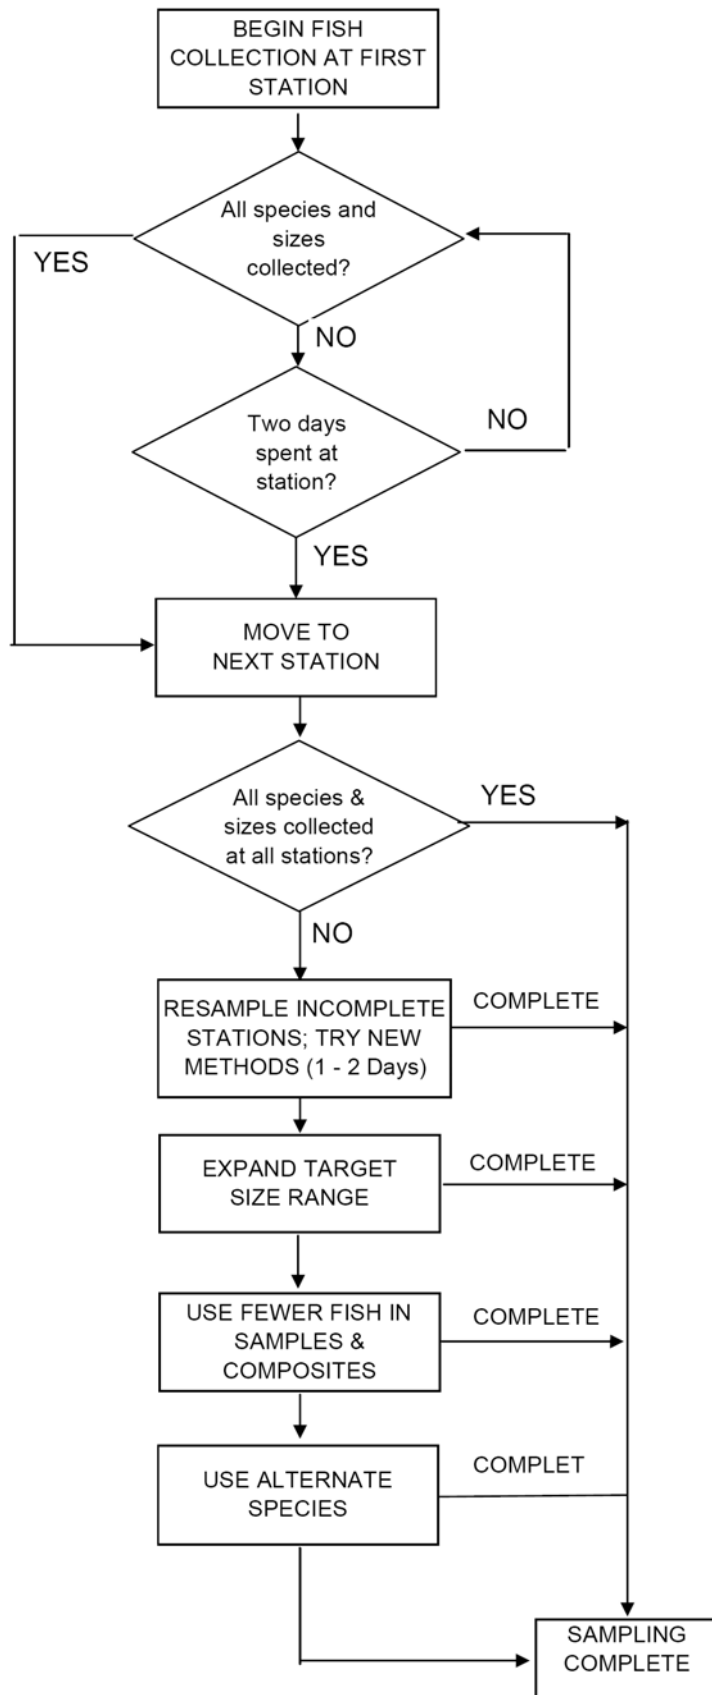 BEGIN FISH
COLLECTION AT FIRST
STATION
All species and
sizes
collected?
YES
NO
Two days
spent at
station?
NO
YES
MOVE TO
NEXT STATION
All species &
sizes collected
at all stations?
YES
NO
RESAMPLE INCOMPLETE
STATIONS; TRY NEW
METHODS (1 - 2 Days)
COMPLETE
EXPAND TARGET
SIZE RANGE
COMPLETE
USE FEWER FISH IN
SAMPLES &
COMPOSITES
COMPLETE
USE ALTERNATE
SPECIES
COMPLET
SAMPLING
COMPLETE